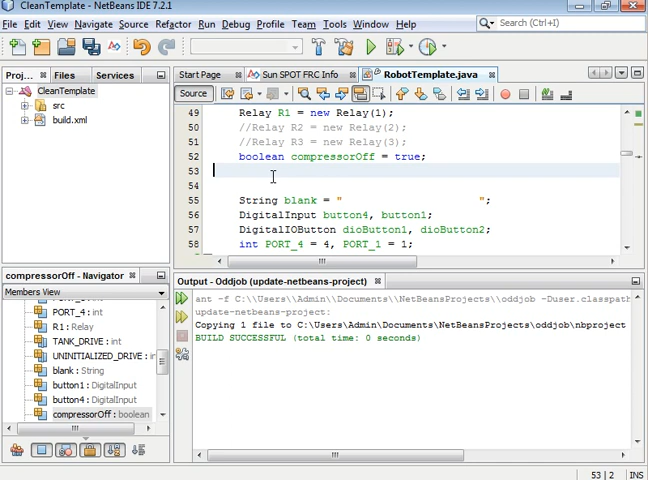 CleanTemplate - NetBeans IDE 7.2.1
File Edit View Navigate Source Refactor Run Debug Profile Team Tools Window Help
Search (Ctrl+I)
Proj... Files Services
CleanTemplate
src
build.xml
Start Page Sun SPOT FRC Info RobotTemplate.java
Source
49 Relay R1 = new Relay(1);
50 //Relay R2 = new Relay(2);
51 //Relay R3 = new Relay(3);
52 boolean compressorOff = true;
53
54
55 String blank = " ";
56 DigitalInput button4, button1;
57 DigitalIOButton dioButton1, dioButton2;
58 int PORT_4 = 4, PORT_1 = 1;
compressorOff - Navigator
Members View
PORT_4 : int
R1 : Relay
TANK_DRIVE : int
UNINITIALIZED_DRIVE : in
blank : String
button1 : DigitalInput
button4 : DigitalInput
compressorOff : boolean
Output - Oddjob (update-netbeans-project)
ant -f C:\\Users\\Admin\\Documents\\NetBeansProjects\\oddjob -Duser.classpath
update-netbeans-project:
Copying 1 file to C:\Users\Admin\Documents\NetBeansProjects\oddjob\nbproject
BUILD SUCCESSFUL (total time: 0 seconds)
53 | 2 INS